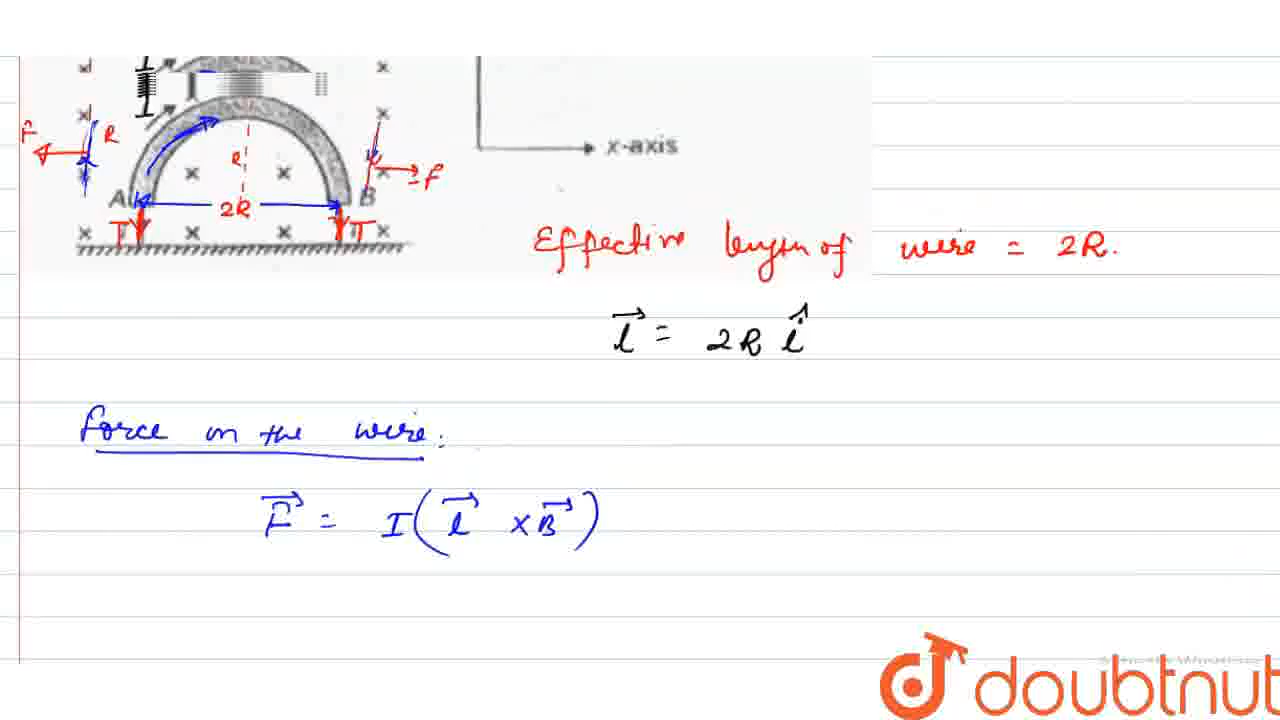 I
I
F
R
R
F
A
B
2R
T
T
x-axis
Effective length of wire = 2R.
l⃗ = 2R î
Force on the wire:
F⃗ = I(l⃗ × B⃗)
doubtnut